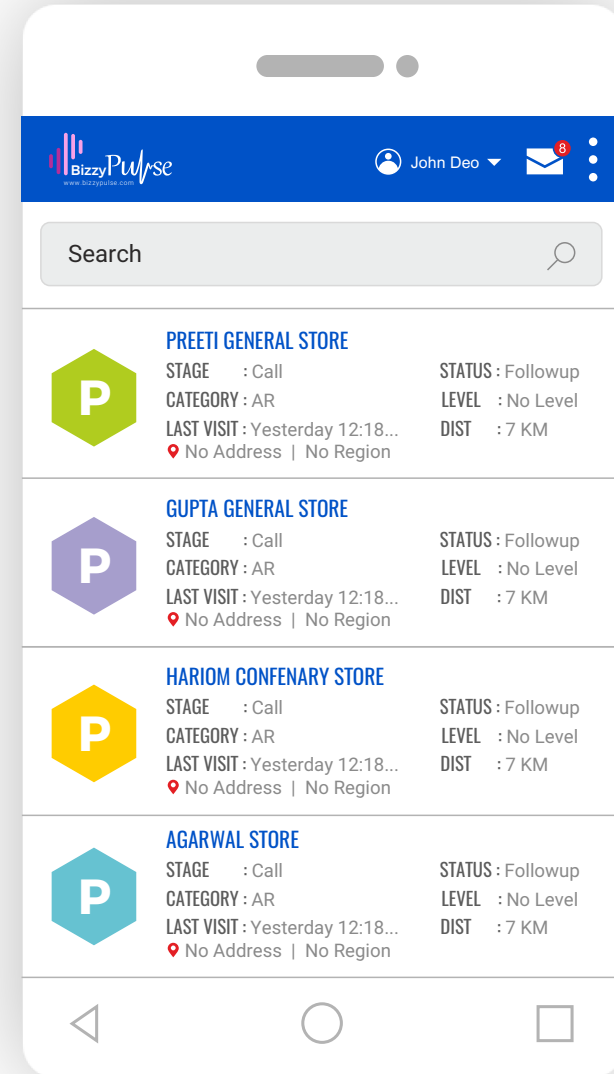 BizzyPulse
www.bizzypulse.com
John Deo
8
Search
PREETI GENERAL STORE
P
STAGE : Call STATUS : Followup
CATEGORY : AR LEVEL : No Level
LAST VISIT : Yesterday 12:18... DIST : 7 KM
No Address | No Region
GUPTA GENERAL STORE
P
STAGE : Call STATUS : Followup
CATEGORY : AR LEVEL : No Level
LAST VISIT : Yesterday 12:18... DIST : 7 KM
No Address | No Region
HARIOM CONFENARY STORE
P
STAGE : Call STATUS : Followup
CATEGORY : AR LEVEL : No Level
LAST VISIT : Yesterday 12:18... DIST : 7 KM
No Address | No Region
AGARWAL STORE
P
STAGE : Call STATUS : Followup
CATEGORY : AR LEVEL : No Level
LAST VISIT : Yesterday 12:18... DIST : 7 KM
No Address | No Region